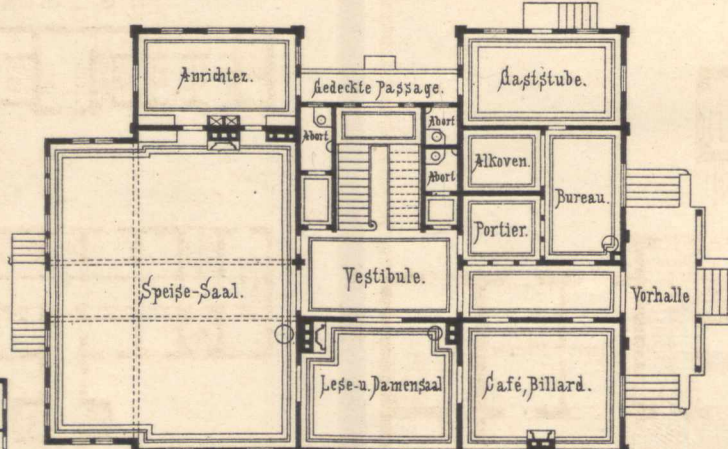 Anrichtez.
Gedeckte Passage.
Gaststube.
Abort
Abort
Abort
Alkoven.
Bureau.
Portier.
Vestibule.
Speise-Saal.
Vorhalle
Lese-u. Damensaal
Café, Billard.